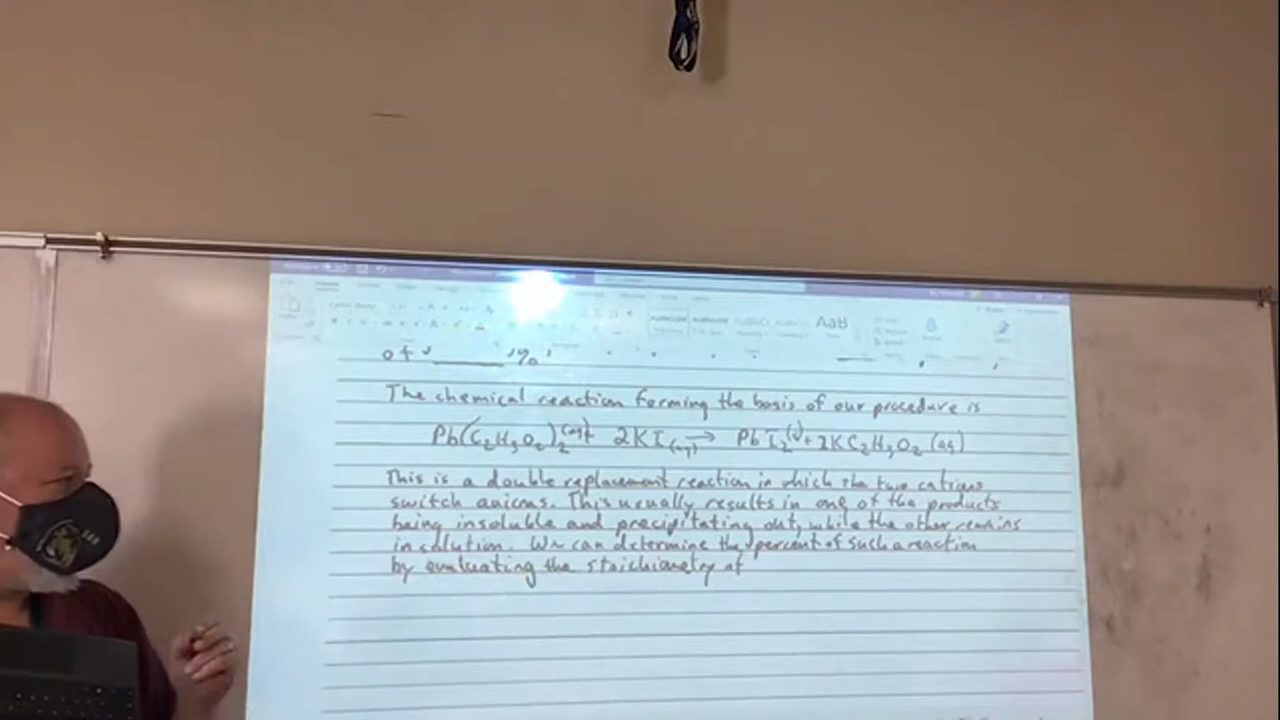 of _____ %
AaB
The chemical reaction forming the basis of our procedure is
Pb(C₂H₃O₂)₂(aq)+ 2KI(aq) → PbI₂(s)+ 2KC₂H₃O₂ (aq)
This is a double replacement reaction in which the two cations
switch anions. This usually results in one of the products
being insoluble and precipitating out, while the other remains
in solution. We can determine the percent of such a reaction
by evaluating the stoichiometry of